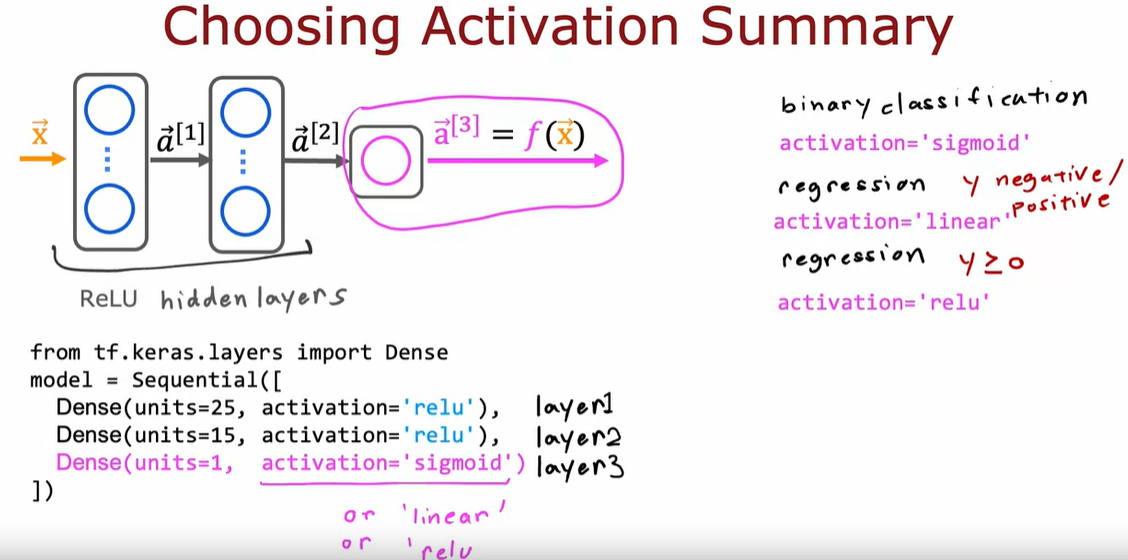 Choosing Activation Summary
x⃗
a⃗[1]
a⃗[2]
a⃗[3] = f(x⃗)
ReLU hidden layers
binary classification
activation='sigmoid'
regression Y negative/
positive
activation='linear'
regression Y ≥ 0
activation='relu'
from tf.keras.layers import Dense
model = Sequential([
Dense(units=25, activation='relu'), layer1
Dense(units=15, activation='relu'), layer2
Dense(units=1, activation='sigmoid') layer3
])
or 'linear'
or 'relu